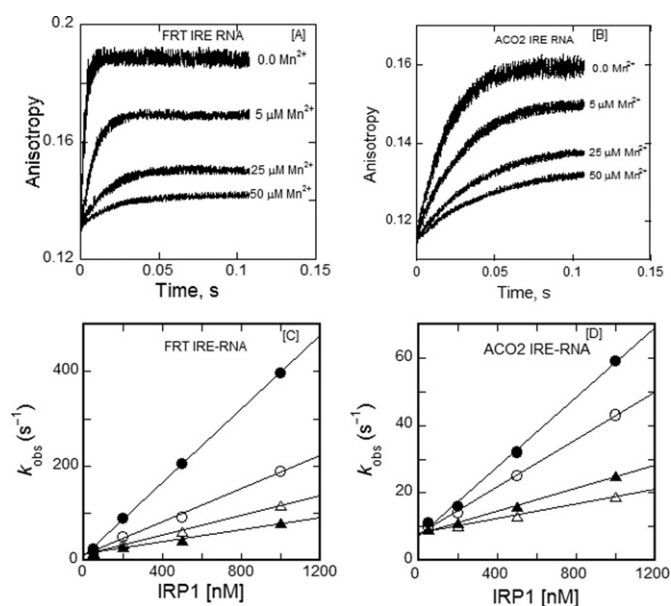 0.2
FRT IRE RNA
[A]
0.0 Mn²⁺
0.16
5 µM Mn²⁺
25 µM Mn²⁺
50 µM Mn²⁺
0.12
0 0.05 0.1 0.15
Time, s
Anisotropy
ACO2 IRE RNA
[B]
0.16
0.0 Mn²⁺
5 µM Mn²⁺
0.14
25 µM Mn²⁺
50 µM Mn²⁺
0.12
0 0.05 0.1 0.15
Time, s
Anisotropy
[C]
FRT IRE-RNA
400
200
0
0 400 800 1200
IRP1 [nM]
kobs (s⁻¹)
[D]
ACO2 IRE-RNA
60
40
20
0
0 400 800 1200
IRP1 [nM]
kobs (s⁻¹)